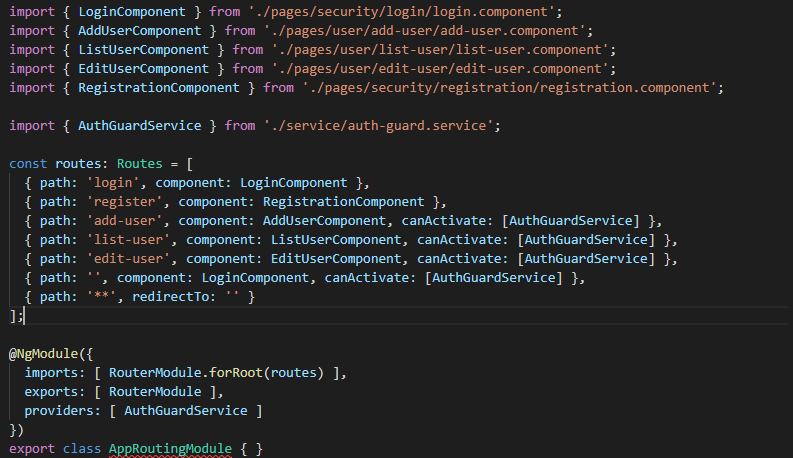 import { LoginComponent } from './pages/security/login/login.component';
import { AddUserComponent } from './pages/user/add-user/add-user.component';
import { ListUserComponent } from './pages/user/list-user/list-user.component';
import { EditUserComponent } from './pages/user/edit-user/edit-user.component';
import { RegistrationComponent } from './pages/security/registration/registration.component';

import { AuthGuardService } from './service/auth-guard.service';

const routes: Routes = [
  { path: 'login', component: LoginComponent },
  { path: 'register', component: RegistrationComponent },
  { path: 'add-user', component: AddUserComponent, canActivate: [AuthGuardService] },
  { path: 'list-user', component: ListUserComponent, canActivate: [AuthGuardService] },
  { path: 'edit-user', component: EditUserComponent, canActivate: [AuthGuardService] },
  { path: '', component: LoginComponent, canActivate: [AuthGuardService] },
  { path: '**', redirectTo: '' }
];

@NgModule({
  imports: [ RouterModule.forRoot(routes) ],
  exports: [ RouterModule ],
  providers: [ AuthGuardService ]
})
export class AppRoutingModule { }